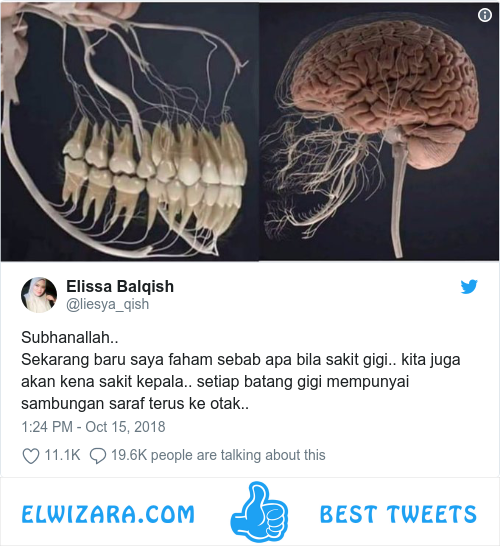 Elissa Balqish
@liesya_qish
Subhanallah..
Sekarang baru saya faham sebab apa bila sakit gigi.. kita juga
akan kena sakit kepala.. setiap batang gigi mempunyai
sambungan saraf terus ke otak..
1:24 PM - Oct 15, 2018
11.1K 19.6K people are talking about this
ELWIZARA.COM BEST TWEETS